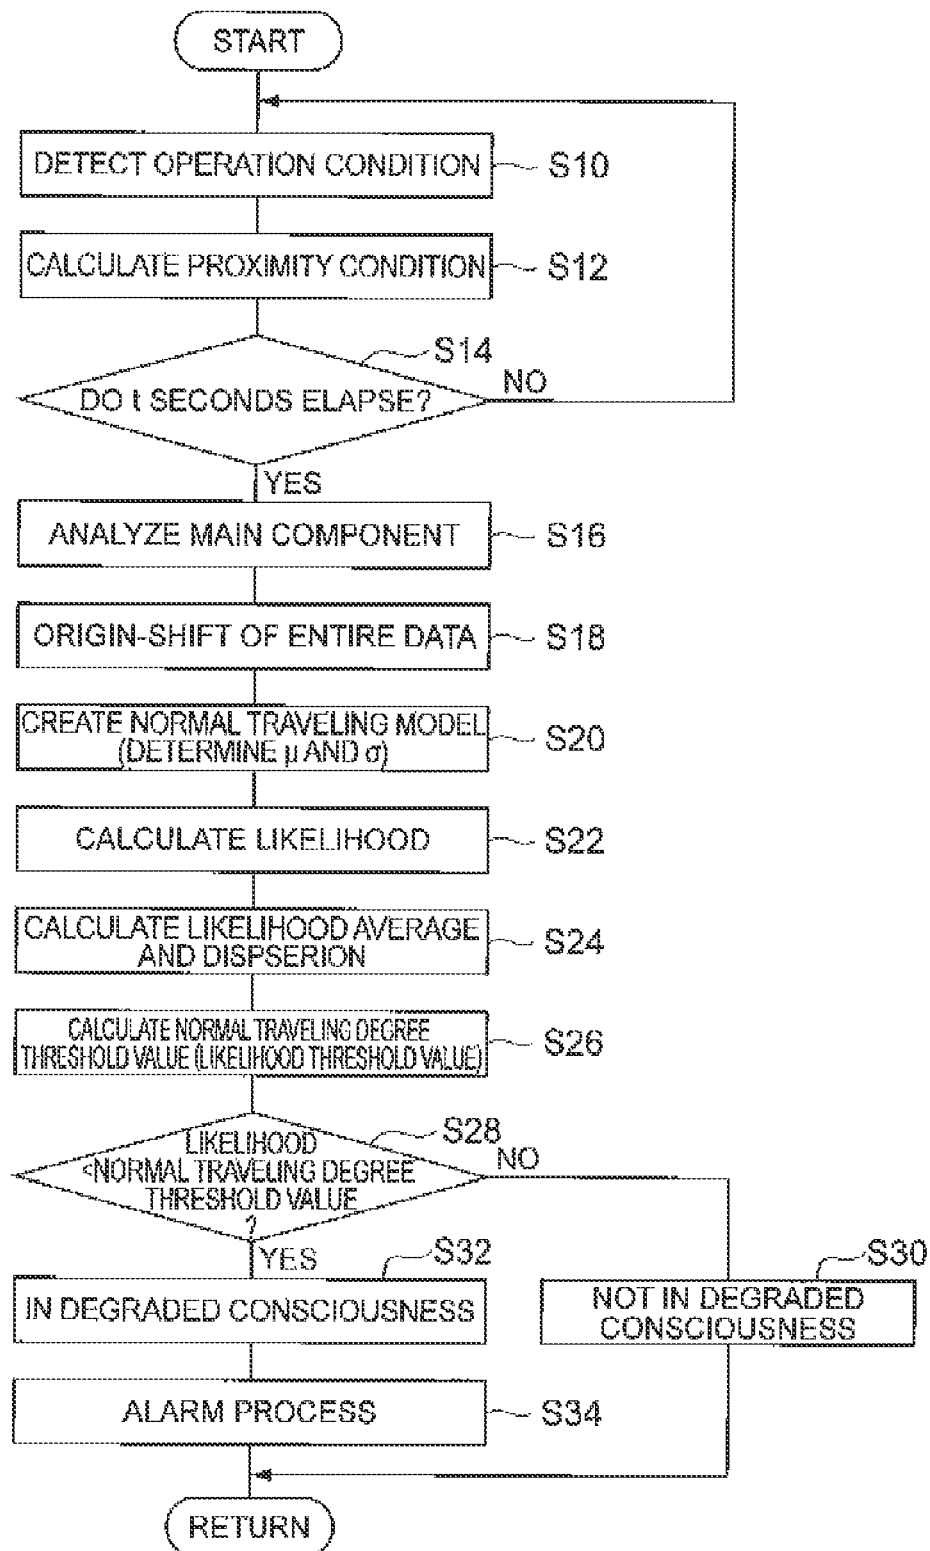 START
DETECT OPERATION CONDITION
S10
CALCULATE PROXIMITY CONDITION
S12
S14
DO t SECONDS ELAPSE?
NO
YES
ANALYZE MAIN COMPONENT
S16
ORIGIN-SHIFT OF ENTIRE DATA
S18
CREATE NORMAL TRAVELING MODEL
(DETERMINE μ AND σ)
S20
CALCULATE LIKELIHOOD
S22
CALCULATE LIKELIHOOD AVERAGE
AND DISPSERION
S24
CALCULATE NORMAL TRAVELING DEGREE
THRESHOLD VALUE (LIKELIHOOD THRESHOLD VALUE)
S26
S28
LIKELIHOOD
<NORMAL TRAVELING DEGREE
THRESHOLD VALUE
?
NO
YES
S32
IN DEGRADED CONSCIOUSNESS
S30
NOT IN DEGRADED
CONSCIOUSNESS
ALARM PROCESS
S34
RETURN